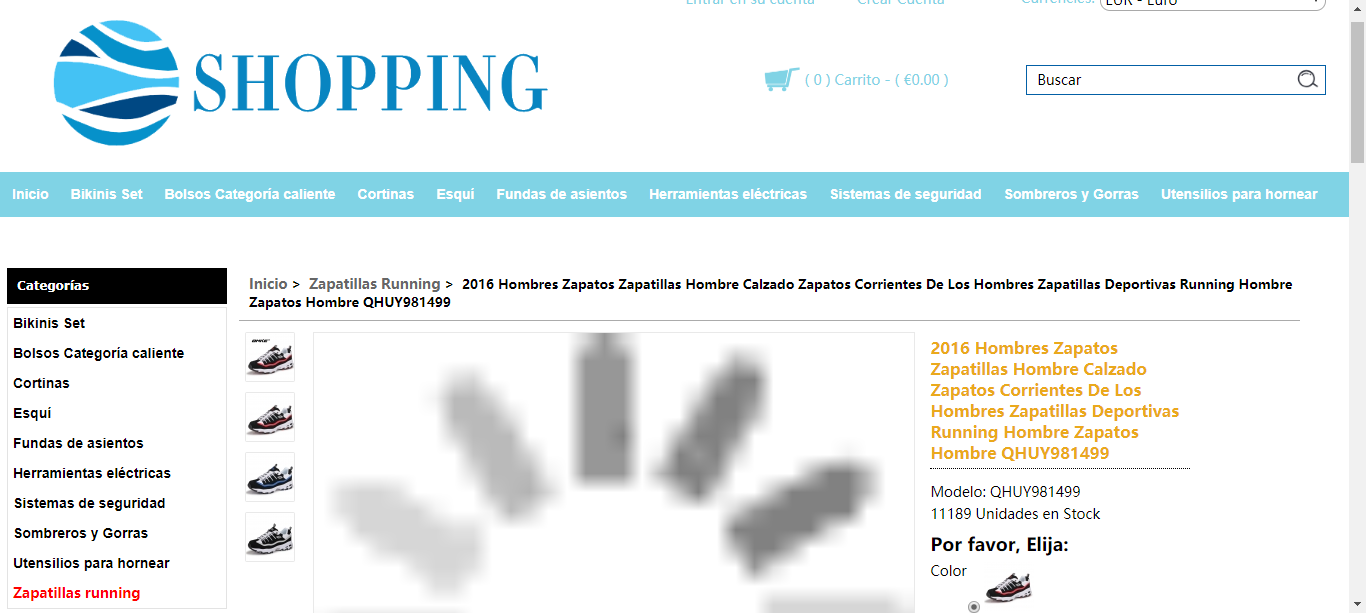 Entrar en su cuenta
Crear Cuenta
Currencies:
EUR - Euro
SHOPPING
( 0 ) Carrito - ( €0.00 )
Buscar
Inicio
Bikinis Set
Bolsos Categoría caliente
Cortinas
Esquí
Fundas de asientos
Herramientas eléctricas
Sistemas de seguridad
Sombreros y Gorras
Utensilios para hornear
Categorías
Bikinis Set
Bolsos Categoría caliente
Cortinas
Esquí
Fundas de asientos
Herramientas eléctricas
Sistemas de seguridad
Sombreros y Gorras
Utensilios para hornear
Zapatillas running
Inicio > Zapatillas Running > 2016 Hombres Zapatos Zapatillas Hombre Calzado Zapatos Corrientes De Los Hombres Zapatillas Deportivas Running Hombre
Zapatos Hombre QHUY981499
2016 Hombres Zapatos
Zapatillas Hombre Calzado
Zapatos Corrientes De Los
Hombres Zapatillas Deportivas
Running Hombre Zapatos
Hombre QHUY981499
Modelo: QHUY981499
11189 Unidades en Stock
Por favor, Elija:
Color